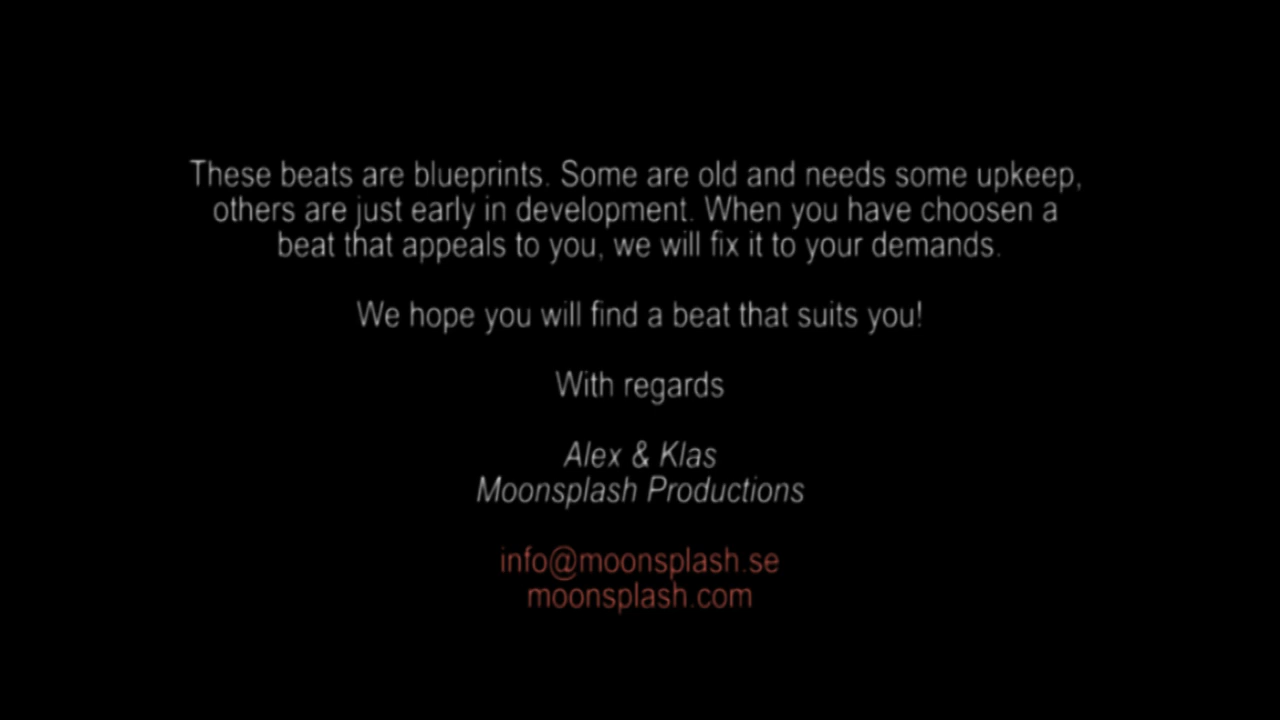 These beats are blueprints. Some are old and needs some upkeep,
others are just early in development. When you have choosen a
beat that appeals to you, we will fix it to your demands.
We hope you will find a beat that suits you!
With regards
Alex & Klas
Moonsplash Productions
info@moonsplash.se
moonsplash.com